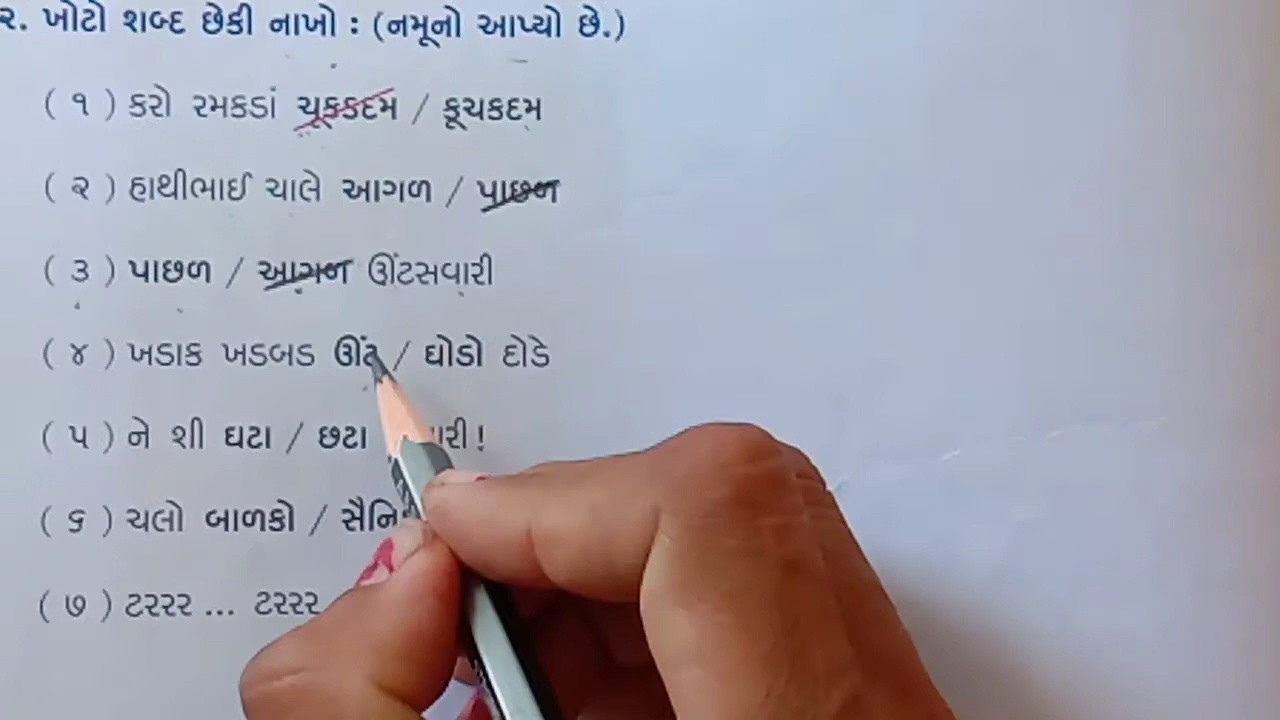 ૨. ખોટો શબ્દ છેકી નાખો : (નમૂનો આપ્યો છે.)
( ૧ ) કરો રમકડાં ચૂકકદમ / કૂચકદમ
( ૨ ) હાથીભાઈ ચાલે આગળ / પાછળ
( ૩ ) પાછળ / આગળ ઊંટસવારી
( ૪ ) ખડાક ખડબડ ઊંટ / ઘોડો દોડે
( ૫ ) ને શી ઘટા / છટા !
( ૬ ) ચલો બાળકો /
( ૭ ) ટરરર ... ટરરર